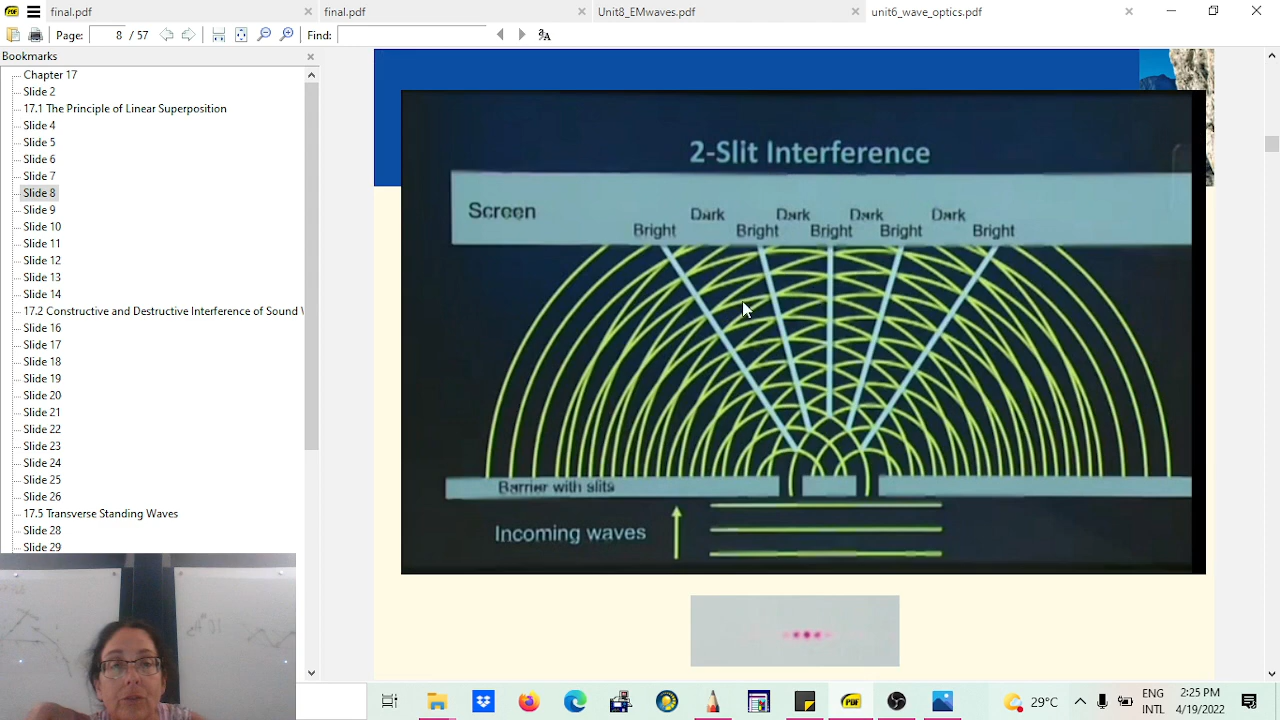 final.pdf
final.pdf
Unit8_EMwave_optics.pdf
unit6_optics.pdf
Page: 8 / 57
Find:
Bookmarks
Chapter 17
Slide 2
17.1 The Principle of Linear Superposition
Slide 4
Slide 5
Slide 6
Slide 7
Slide 8
Slide 9
Slide 10
Slide 11
Slide 12
Slide 13
Slide 14
17.2 Constructive and Destructive Interference of Sound
Slide 16
Slide 17
Slide 18
Slide 19
Slide 20
Slide 21
Slide 22
Slide 23
Slide 24
Slide 25
Slide 26
17.5 Transverse Standing Waves
Slide 28
Slide 29
2-Slit Interference
Screen
Dark Dark Dark Dark
Bright Bright Bright Bright Bright
Barrier with slits
Incoming waves
PDF
29°C
ENG
INTL
2:25 PM
4/19/2022